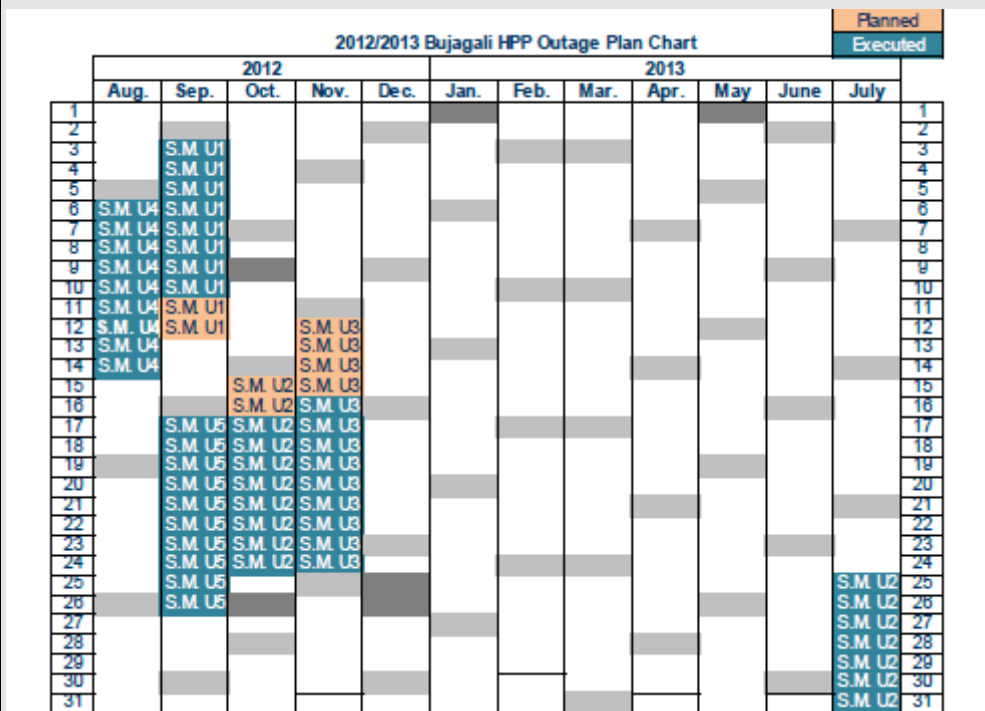 Planned
2012/2013 Bujagali HPP Outage Plan Chart Executed
2012 2013
Aug. Sep. Oct. Nov. Dec. Jan. Feb. Mar. Apr. May June July
1 1
2 2
3 S.M. U1 3
4 S.M. U1 4
5 S.M. U1 5
6 S.M. U4 S.M. U1 6
7 S.M. U4 S.M. U1 7
8 S.M. U4 S.M. U1 8
9 S.M. U4 S.M. U1 9
10 S.M. U4 S.M. U1 10
11 S.M. U4 S.M. U1 11
12 S.M. U4 S.M. U1 S.M. U3 12
13 S.M. U4 S.M. U3 13
14 S.M. U4 S.M. U3 14
15 S.M. U2 S.M. U3 15
16 S.M. U2 S.M. U3 16
17 S.M. U5 S.M. U2 S.M. U3 17
18 S.M. U5 S.M. U2 S.M. U3 18
19 S.M. U5 S.M. U2 S.M. U3 19
20 S.M. U5 S.M. U2 S.M. U3 20
21 S.M. U5 S.M. U2 S.M. U3 21
22 S.M. U5 S.M. U2 S.M. U3 22
23 S.M. U5 S.M. U2 S.M. U3 23
24 S.M. U5 S.M. U2 S.M. U3 24
25 S.M. U5 S.M. U2 25
26 S.M. U5 S.M. U2 26
27 S.M. U2 27
28 S.M. U2 28
29 S.M. U2 29
30 S.M. U2 30
31 S.M. U2 31